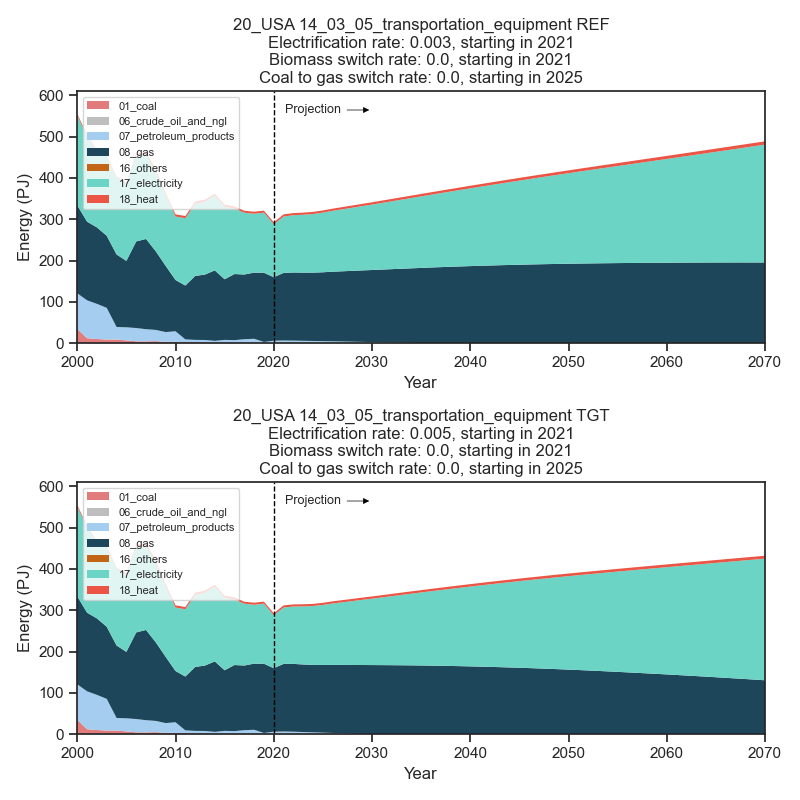 20_USA 14_03_05_transportation_equipment REF
Electrification rate: 0.003, starting in 2021
Biomass switch rate: 0.0, starting in 2021
Coal to gas switch rate: 0.0, starting in 2025
600
500
400
300
200
100
0
Energy (PJ)
01_coal
06_crude_oil_and_ngl
07_petroleum_products
08_gas
16_others
17_electricity
18_heat
Projection
2000 2010 2020 2030 2040 2050 2060 2070
Year
20_USA 14_03_05_transportation_equipment TGT
Electrification rate: 0.005, starting in 2021
Biomass switch rate: 0.0, starting in 2021
Coal to gas switch rate: 0.0, starting in 2025
600
500
400
300
200
100
0
Energy (PJ)
01_coal
06_crude_oil_and_ngl
07_petroleum_products
08_gas
16_others
17_electricity
18_heat
Projection
2000 2010 2020 2030 2040 2050 2060 2070
Year